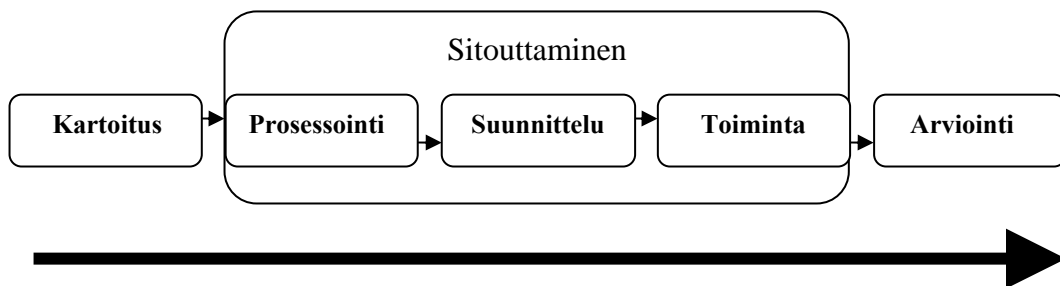 Sitouttaminen
Kartoitus
Prosessointi
Suunnittelu
Toiminta
Arviointi